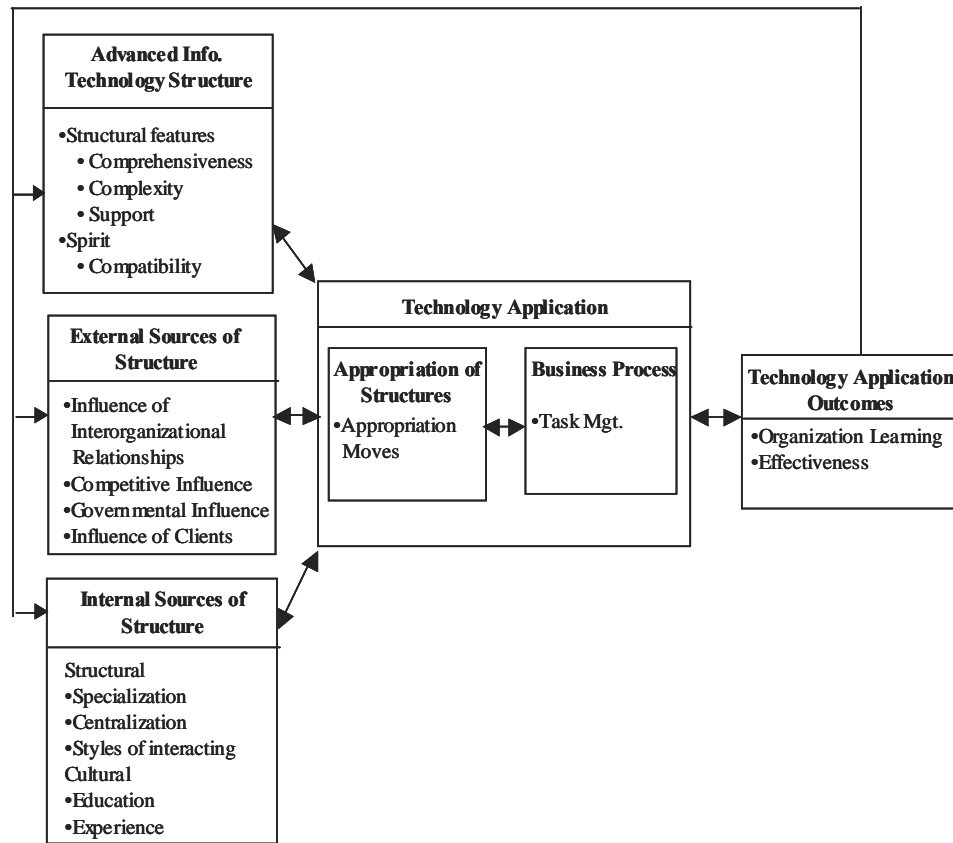 Advanced Info.
Technology Structure
•Structural features
• Comprehensiveness
• Complexity
• Support
•Spirit
• Compatibility
External Sources of
Structure
•Influence of
Interorganizational
Relationships
•Competitive Influence
•Governmental Influence
•Influence of Clients
Internal Sources of
Structure
Structural
•Specialization
•Centralization
•Styles of interacting
Cultural
•Education
•Experience
Technology Application
Appropriation of
Structures
•Appropriation
Moves
Business Process
•Task Mgt.
Technology Application
Outcomes
•Organization Learning
•Effectiveness